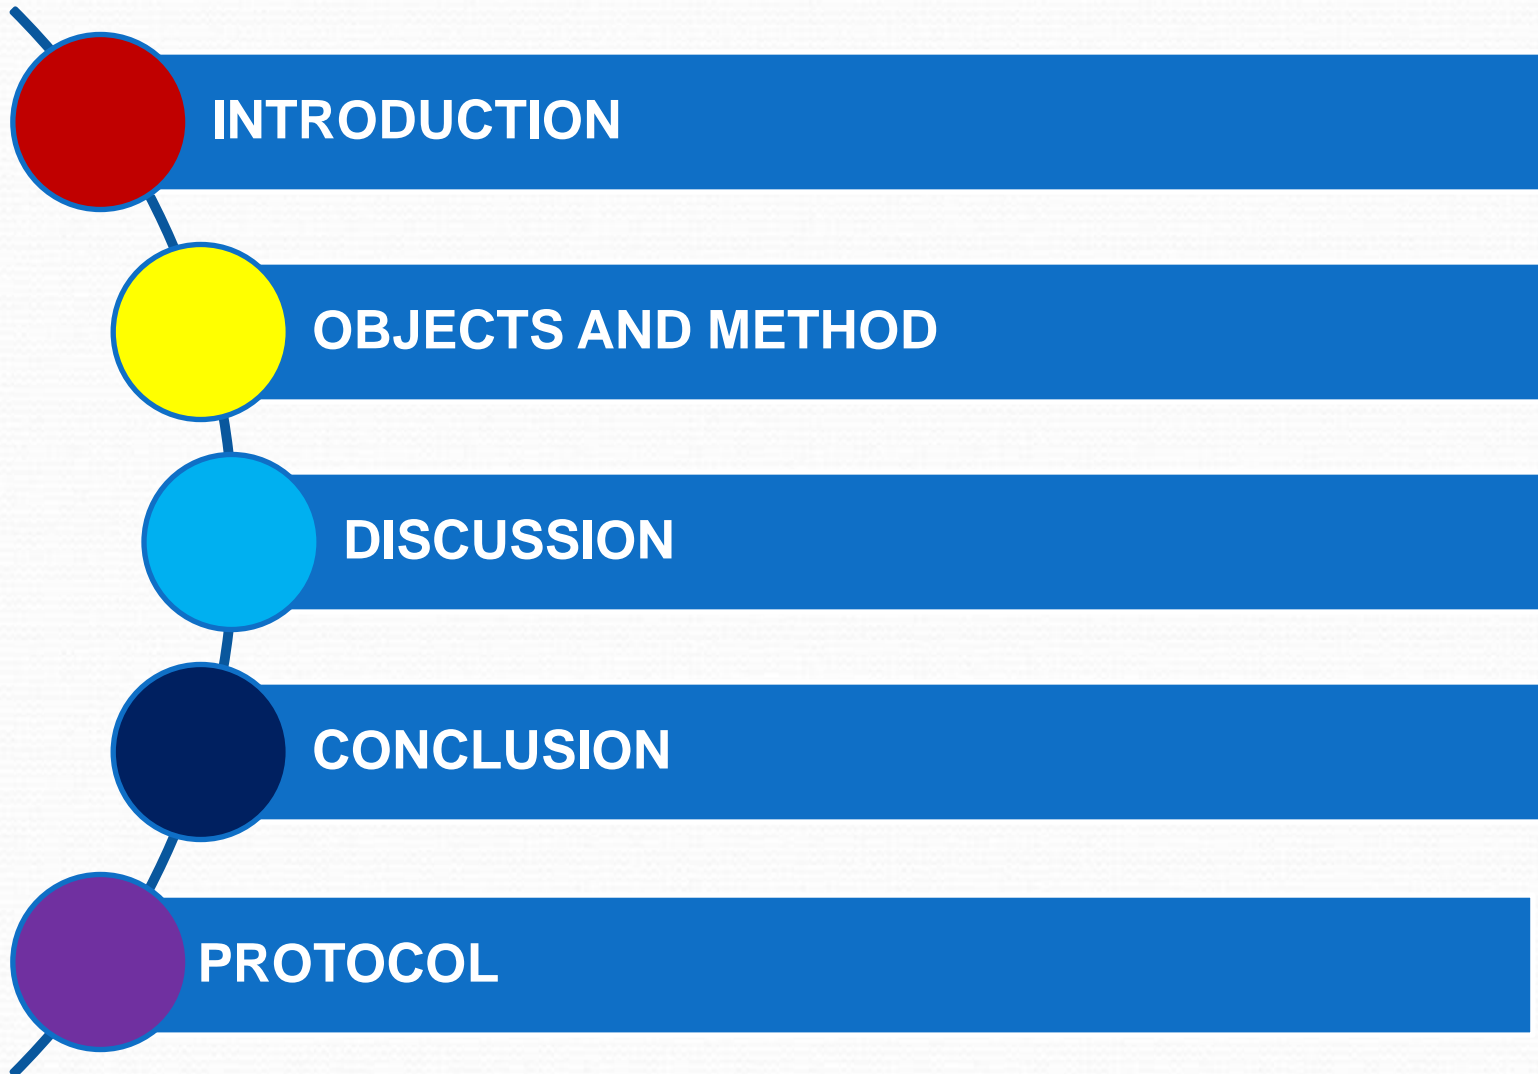 INTRODUCTION
OBJECTS AND METHOD
DISCUSSION
CONCLUSION
PROTOCOL